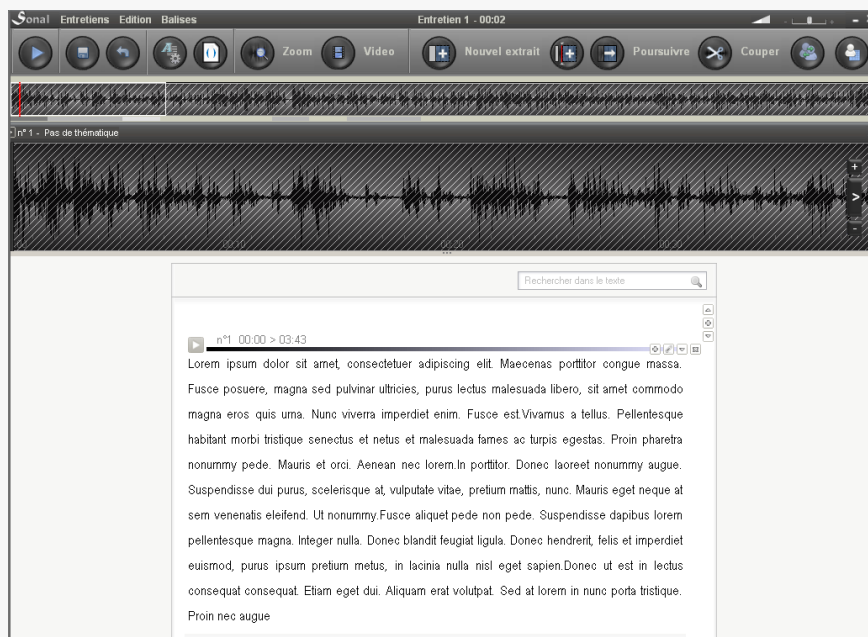 Sonal Entretiens Edition Balises Entretien 1 - 00:02
Zoom Video Nouvel extrait Poursuivre Couper
n° 1 - Pas de thématique
00:10 00:20 00:30
Rechercher dans le texte
n°1 00:00 > 03:43
Lorem ipsum dolor sit amet, consectetuer adipiscing elit. Maecenas porttitor congue massa.
Fusce posuere, magna sed pulvinar ultricies, purus lectus malesuada libero, sit amet commodo
magna eros quis urna. Nunc viverra imperdiet enim. Fusce est.Vivamus a tellus. Pellentesque
habitant morbi tristique senectus et netus et malesuada fames ac turpis egestas. Proin pharetra
nonummy pede. Mauris et orci. Aenean nec lorem.In porttitor. Donec laoreet nonummy augue.
Suspendisse dui purus, scelerisque at, vulputate vitae, pretium mattis, nunc. Mauris eget neque at
sem venenatis eleifend. Ut nonummy.Fusce aliquet pede non pede. Suspendisse dapibus lorem
pellentesque magna. Integer nulla. Donec blandit feugiat ligula. Donec hendrerit, felis et imperdiet
euismod, purus ipsum pretium metus, in lacinia nulla nisl eget sapien.Donec ut est in lectus
consequat consequat. Etiam eget dui. Aliquam erat volutpat. Sed at lorem in nunc porta tristique.
Proin nec augue